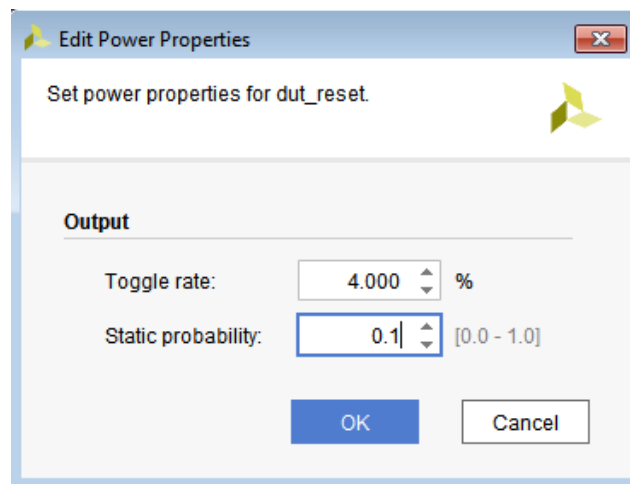 Edit Power Properties
Set power properties for dut_reset.
Output
Toggle rate: 4.000 %
Static probability: 0.1 [0.0 - 1.0]
OK Cancel